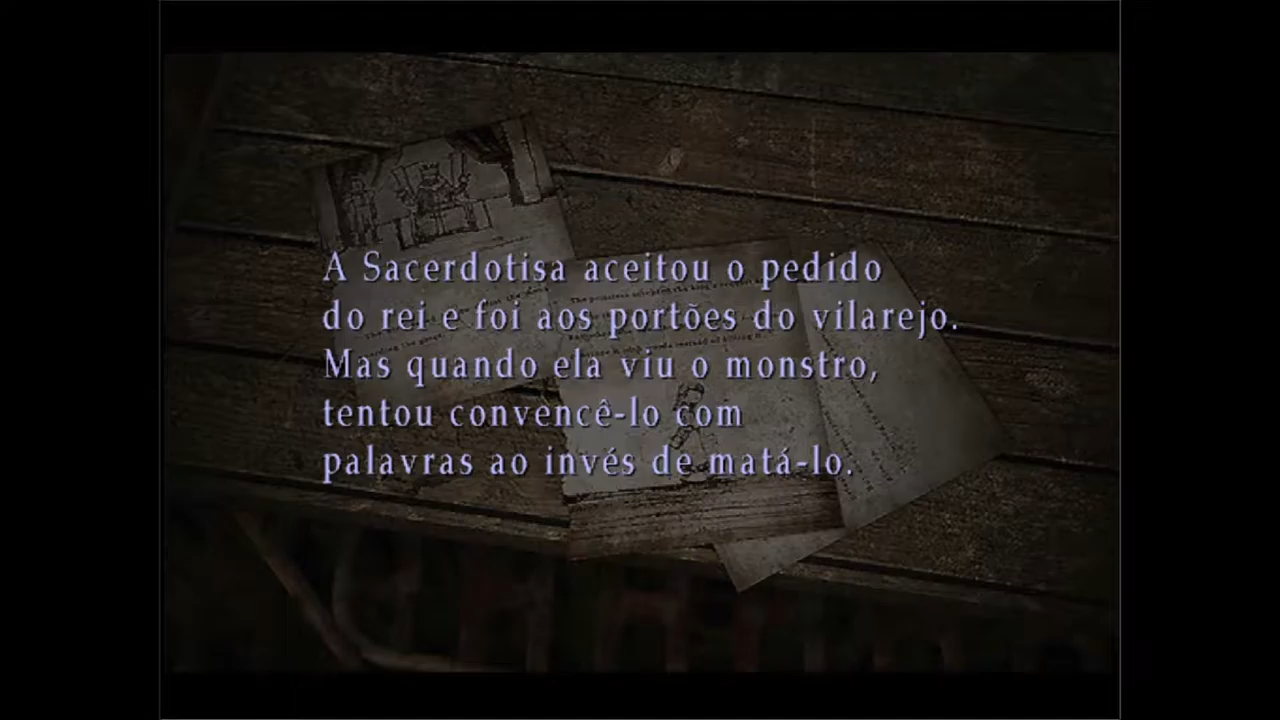 A Sacerdotisa aceitou o pedido
do rei e foi aos portões do vilarejo.
Mas quando ela viu o monstro,
tentou convencê-lo com
palavras ao invés de matá-lo.